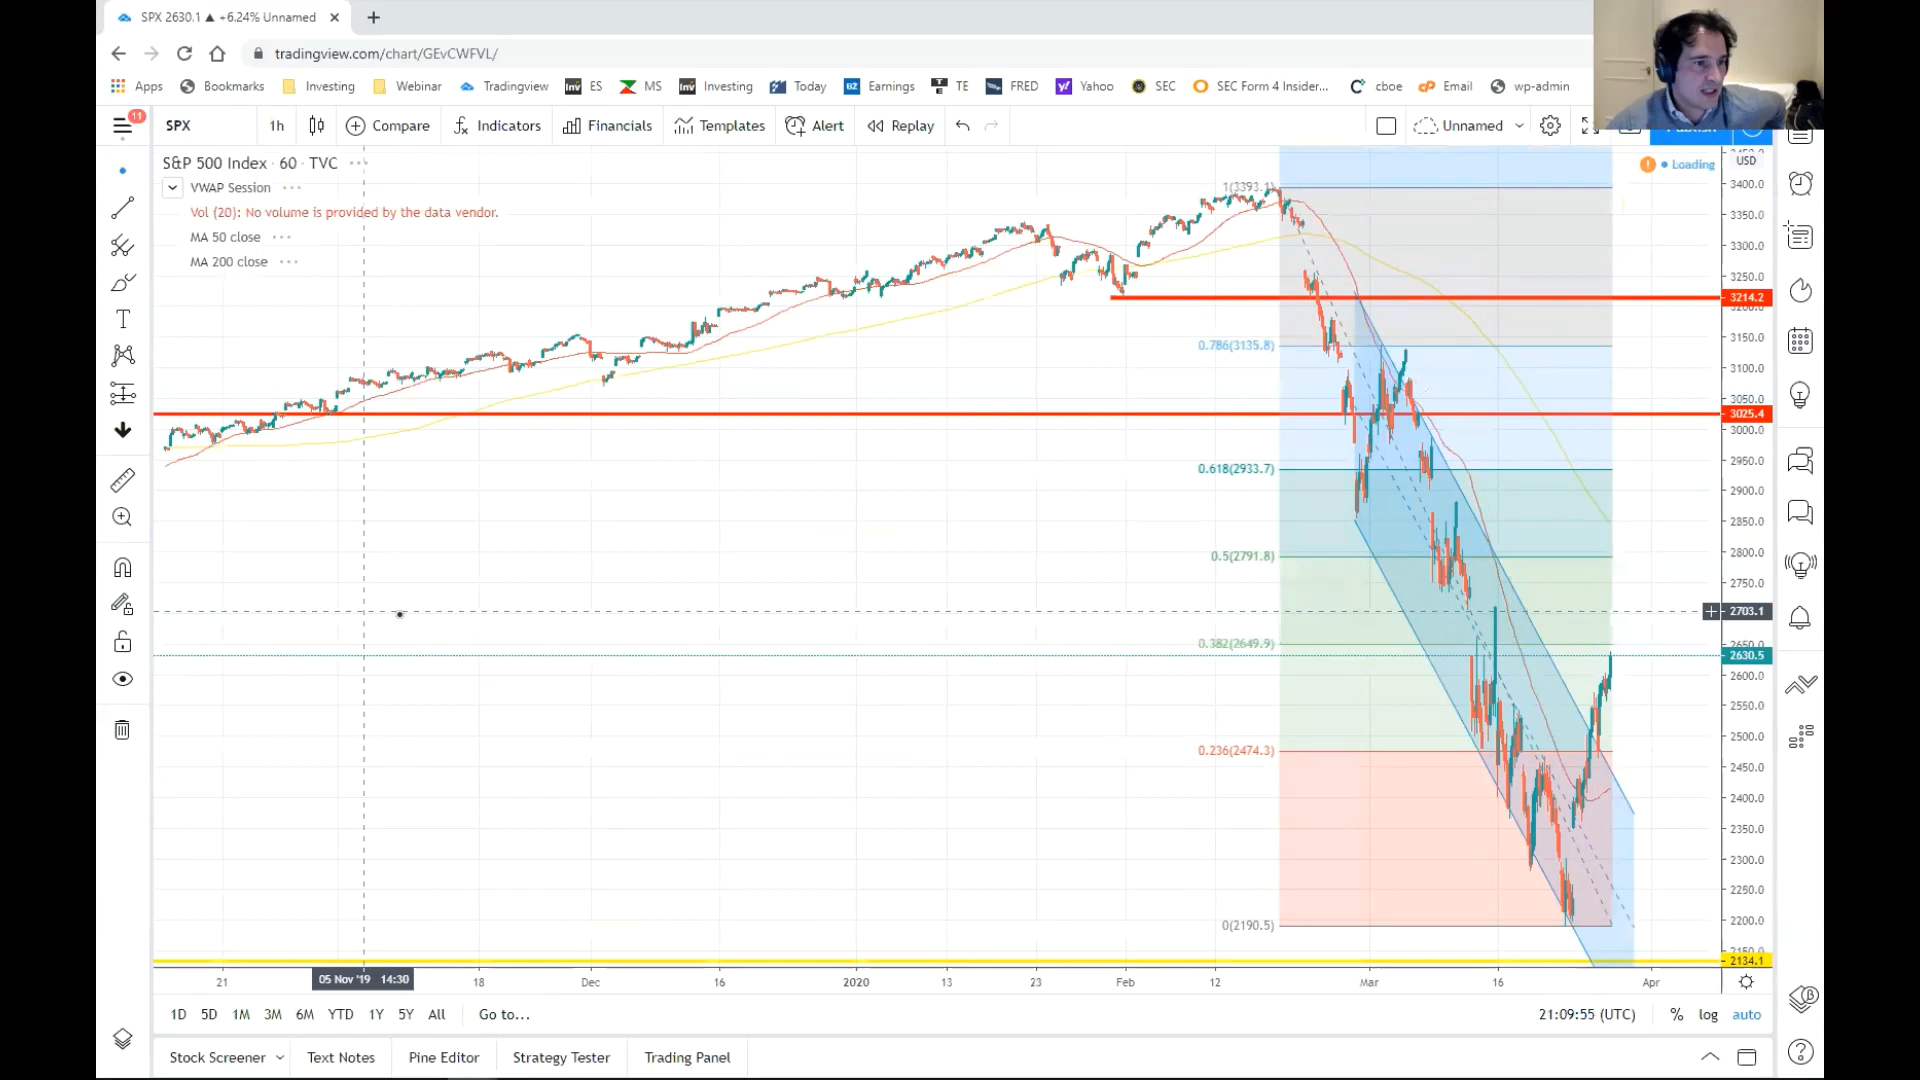 SPX 2630.1 ▲ +6.24% Unnamed
tradingview.com/chart/GEvCWFVL/
Apps Bookmarks Investing Webinar Tradingview ES MS Investing Today Earnings TE FRED Yahoo SEC SEC Form 4 Insider... cboe Email wp-admin
11
SPX 1h Compare Indicators Financials Templates Alert Replay Unnamed
S&P 500 Index · 60 · TVC
VWAP Session
Vol (20): No volume is provided by the data vendor.
MA 50 close
MA 200 close
Loading
USD
1(3393.1)
0.786(3135.8)
0.618(2933.7)
0.5(2791.8)
0.382(2649.9)
0.236(2474.3)
0(2190.5)
3400.0
3350.0
3300.0
3250.0
3214.2
3150.0
3100.0
3050.0
3025.4
3000.0
2950.0
2900.0
2850.0
2800.0
2750.0
2703.1
2650.0
2630.5
2600.0
2550.0
2500.0
2450.0
2400.0
2350.0
2300.0
2250.0
2200.0
2150.0
2134.1
21 05 Nov '19 14:30 18 Dec 16 2020 13 23 Feb 12 Mar 16 Apr
1D 5D 1M 3M 6M YTD 1Y 5Y All Go to... 21:09:55 (UTC) % log auto
Stock Screener Text Notes Pine Editor Strategy Tester Trading Panel